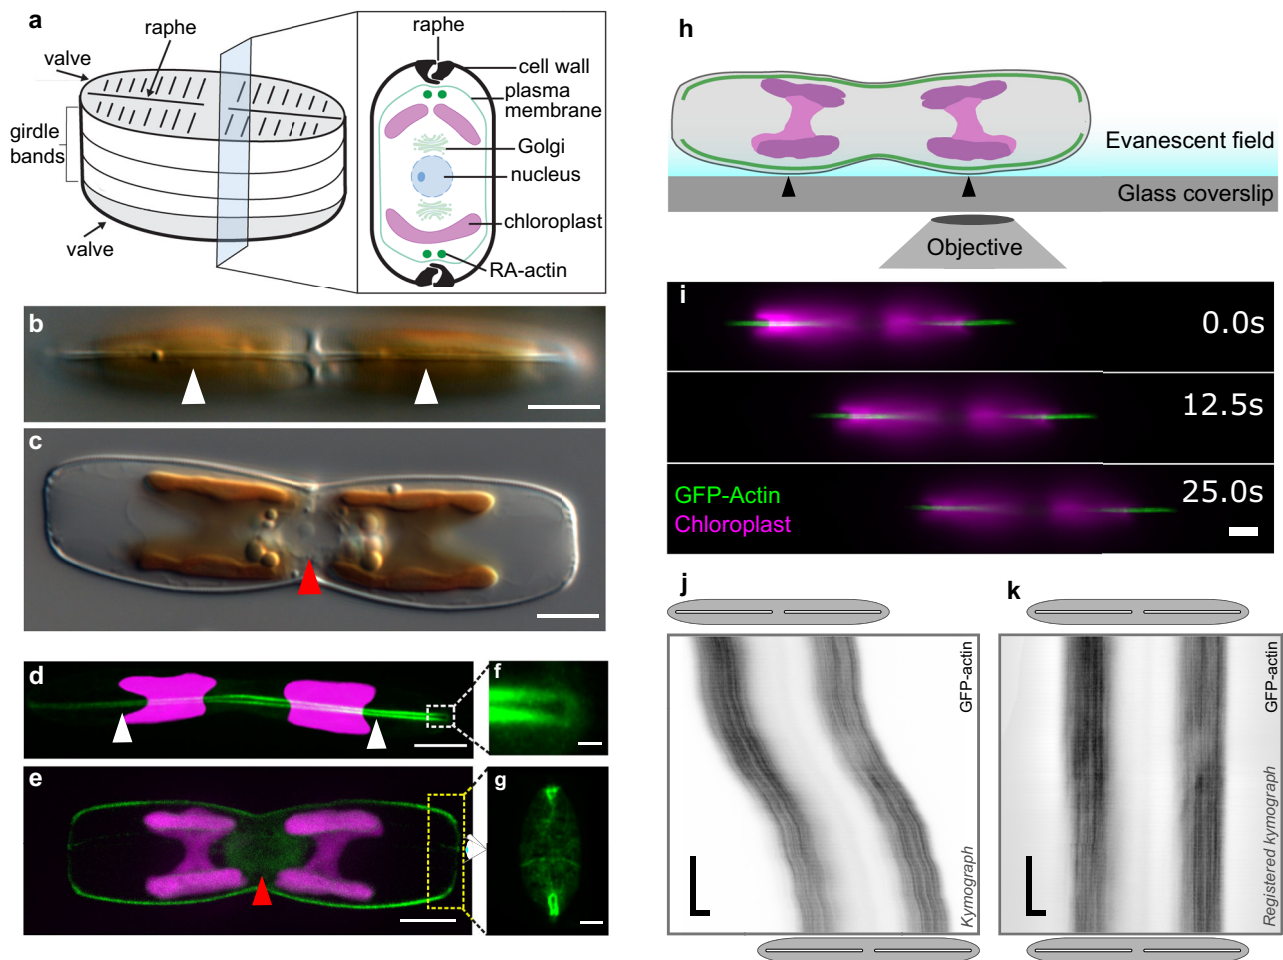 a
raphe
valve
girdle
bands
valve
raphe
cell wall
plasma
membrane
Golgi
nucleus
chloroplast
RA-actin
b
c
d
f
e
g
h
Evanescent field
Glass coverslip
Objective
i
0.0s
12.5s
25.0s
GFP-Actin
Chloroplast
j
GFP-actin
Kymograph
k
GFP-actin
Registered kymograph